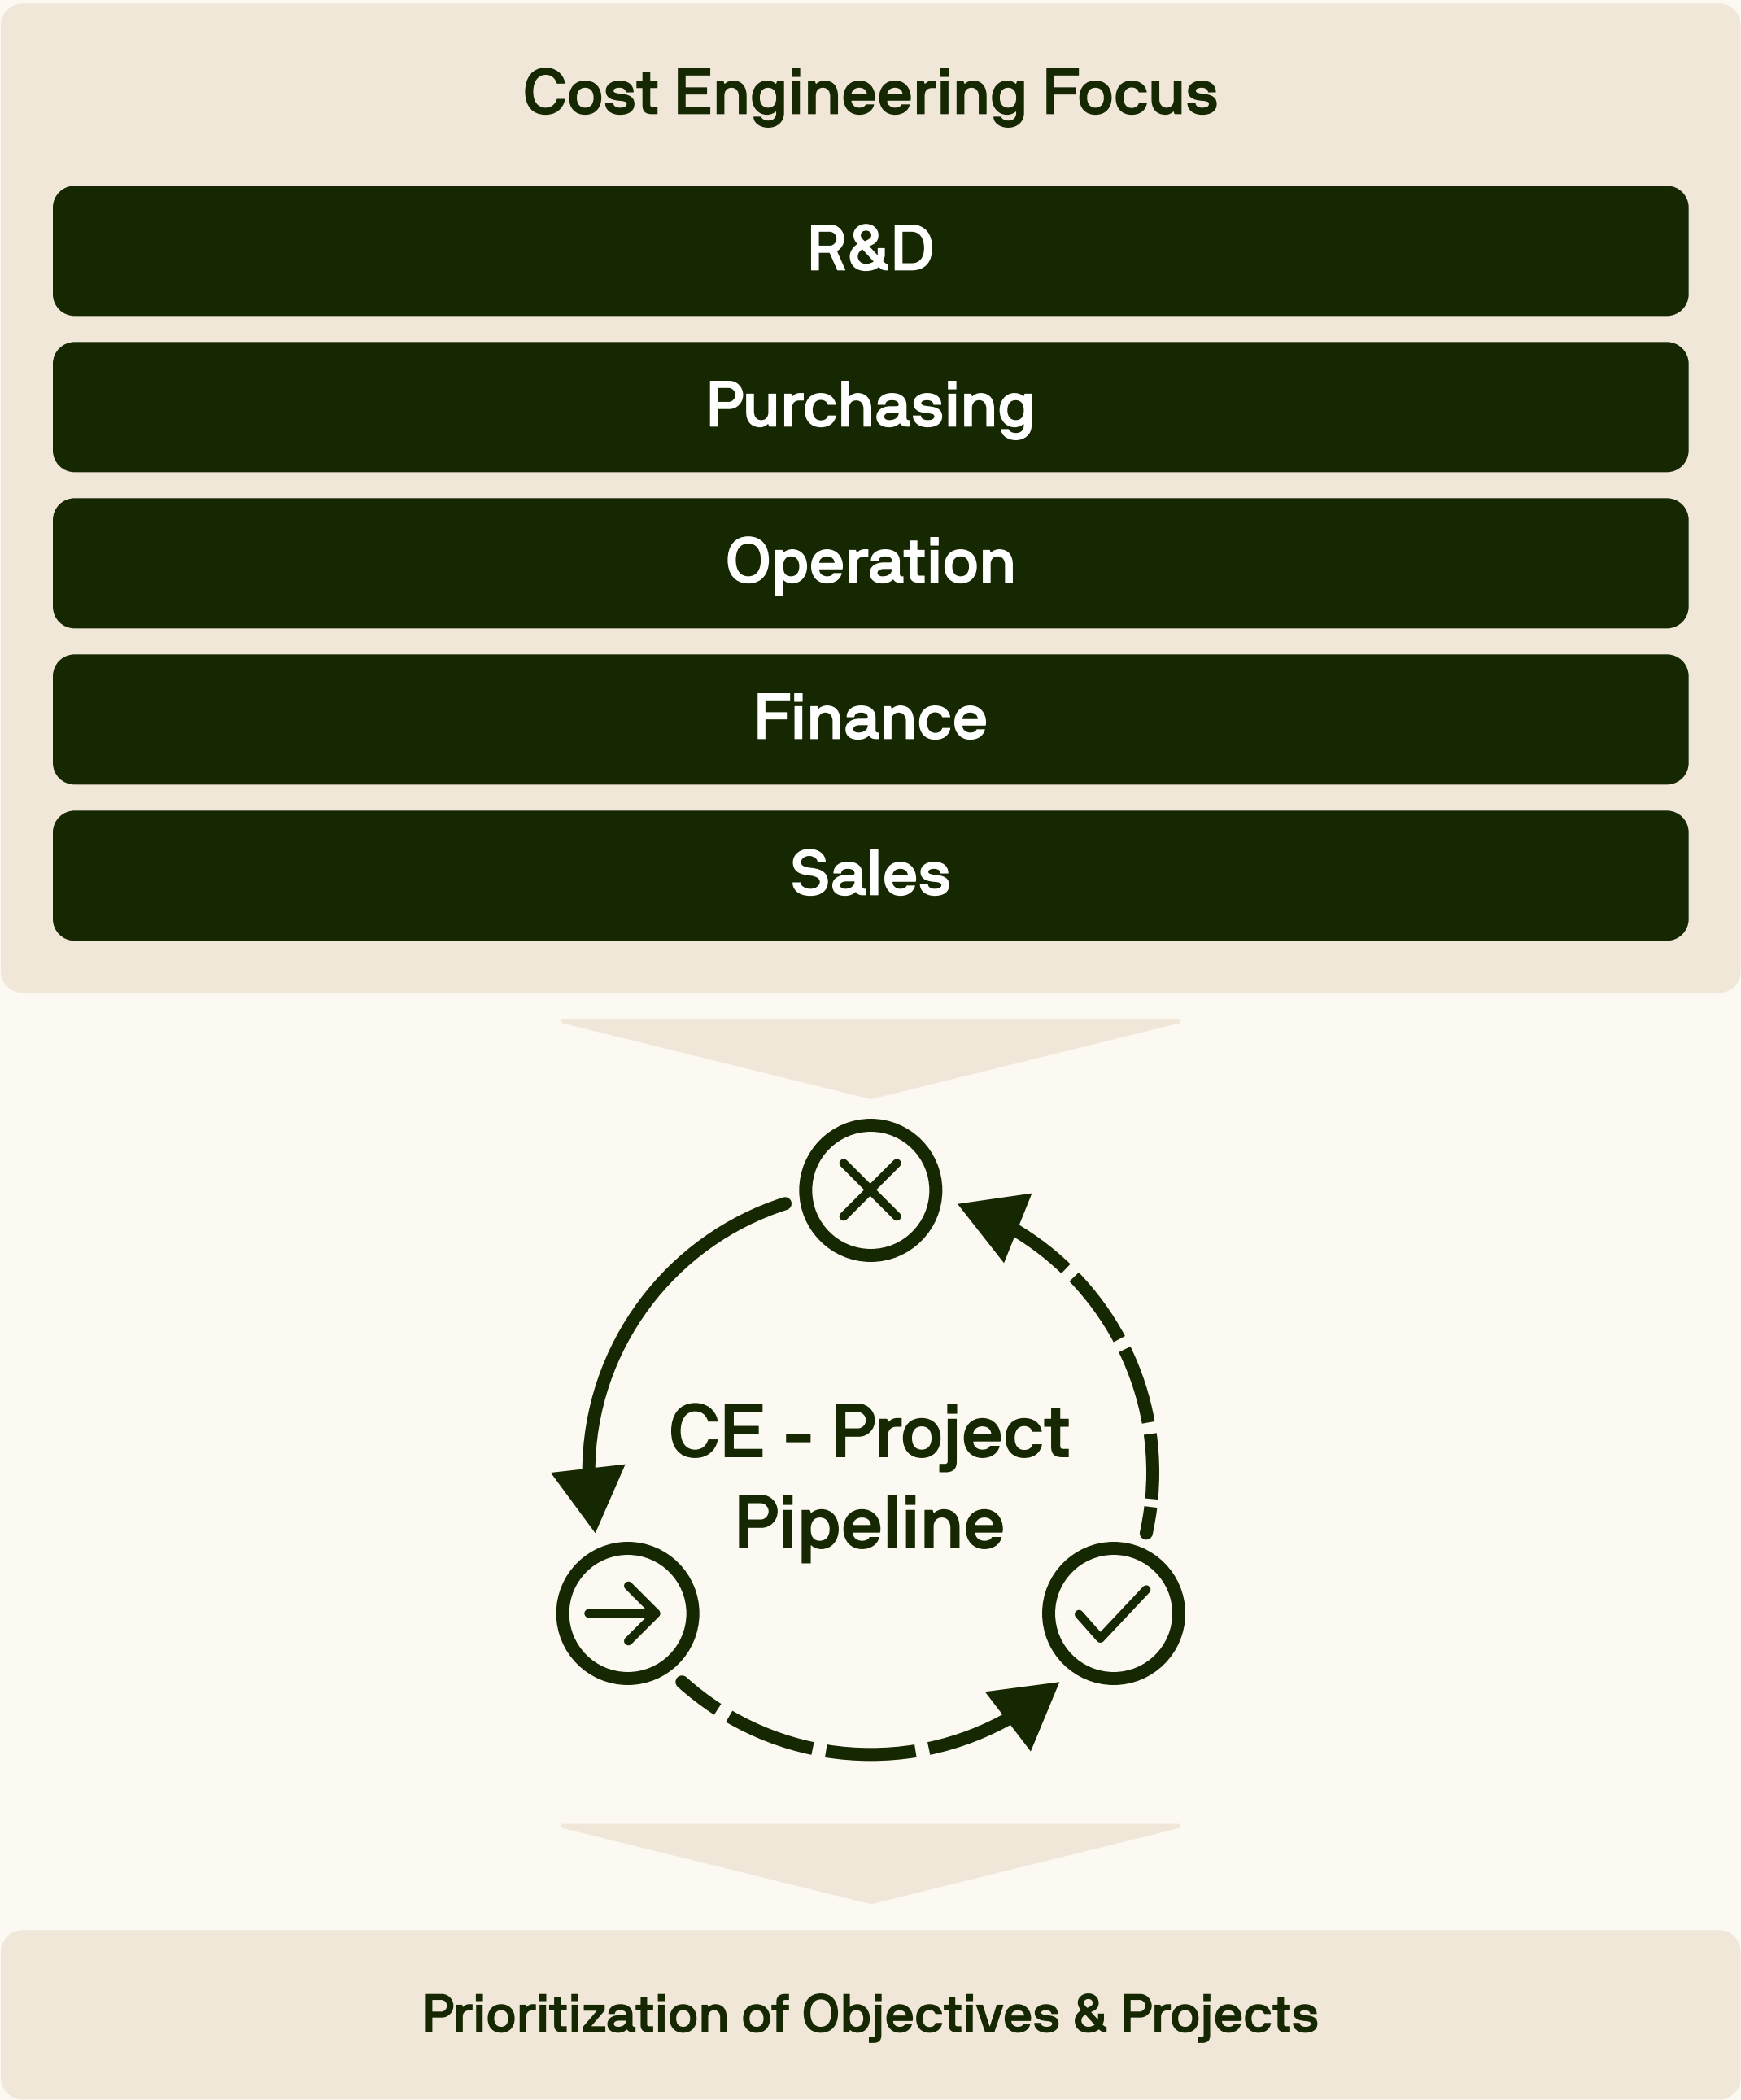 Cost Engineering Focus
R&D
Purchasing
Operation
Finance
Sales
CE - Project
Pipeline
Prioritization of Objectives & Projects